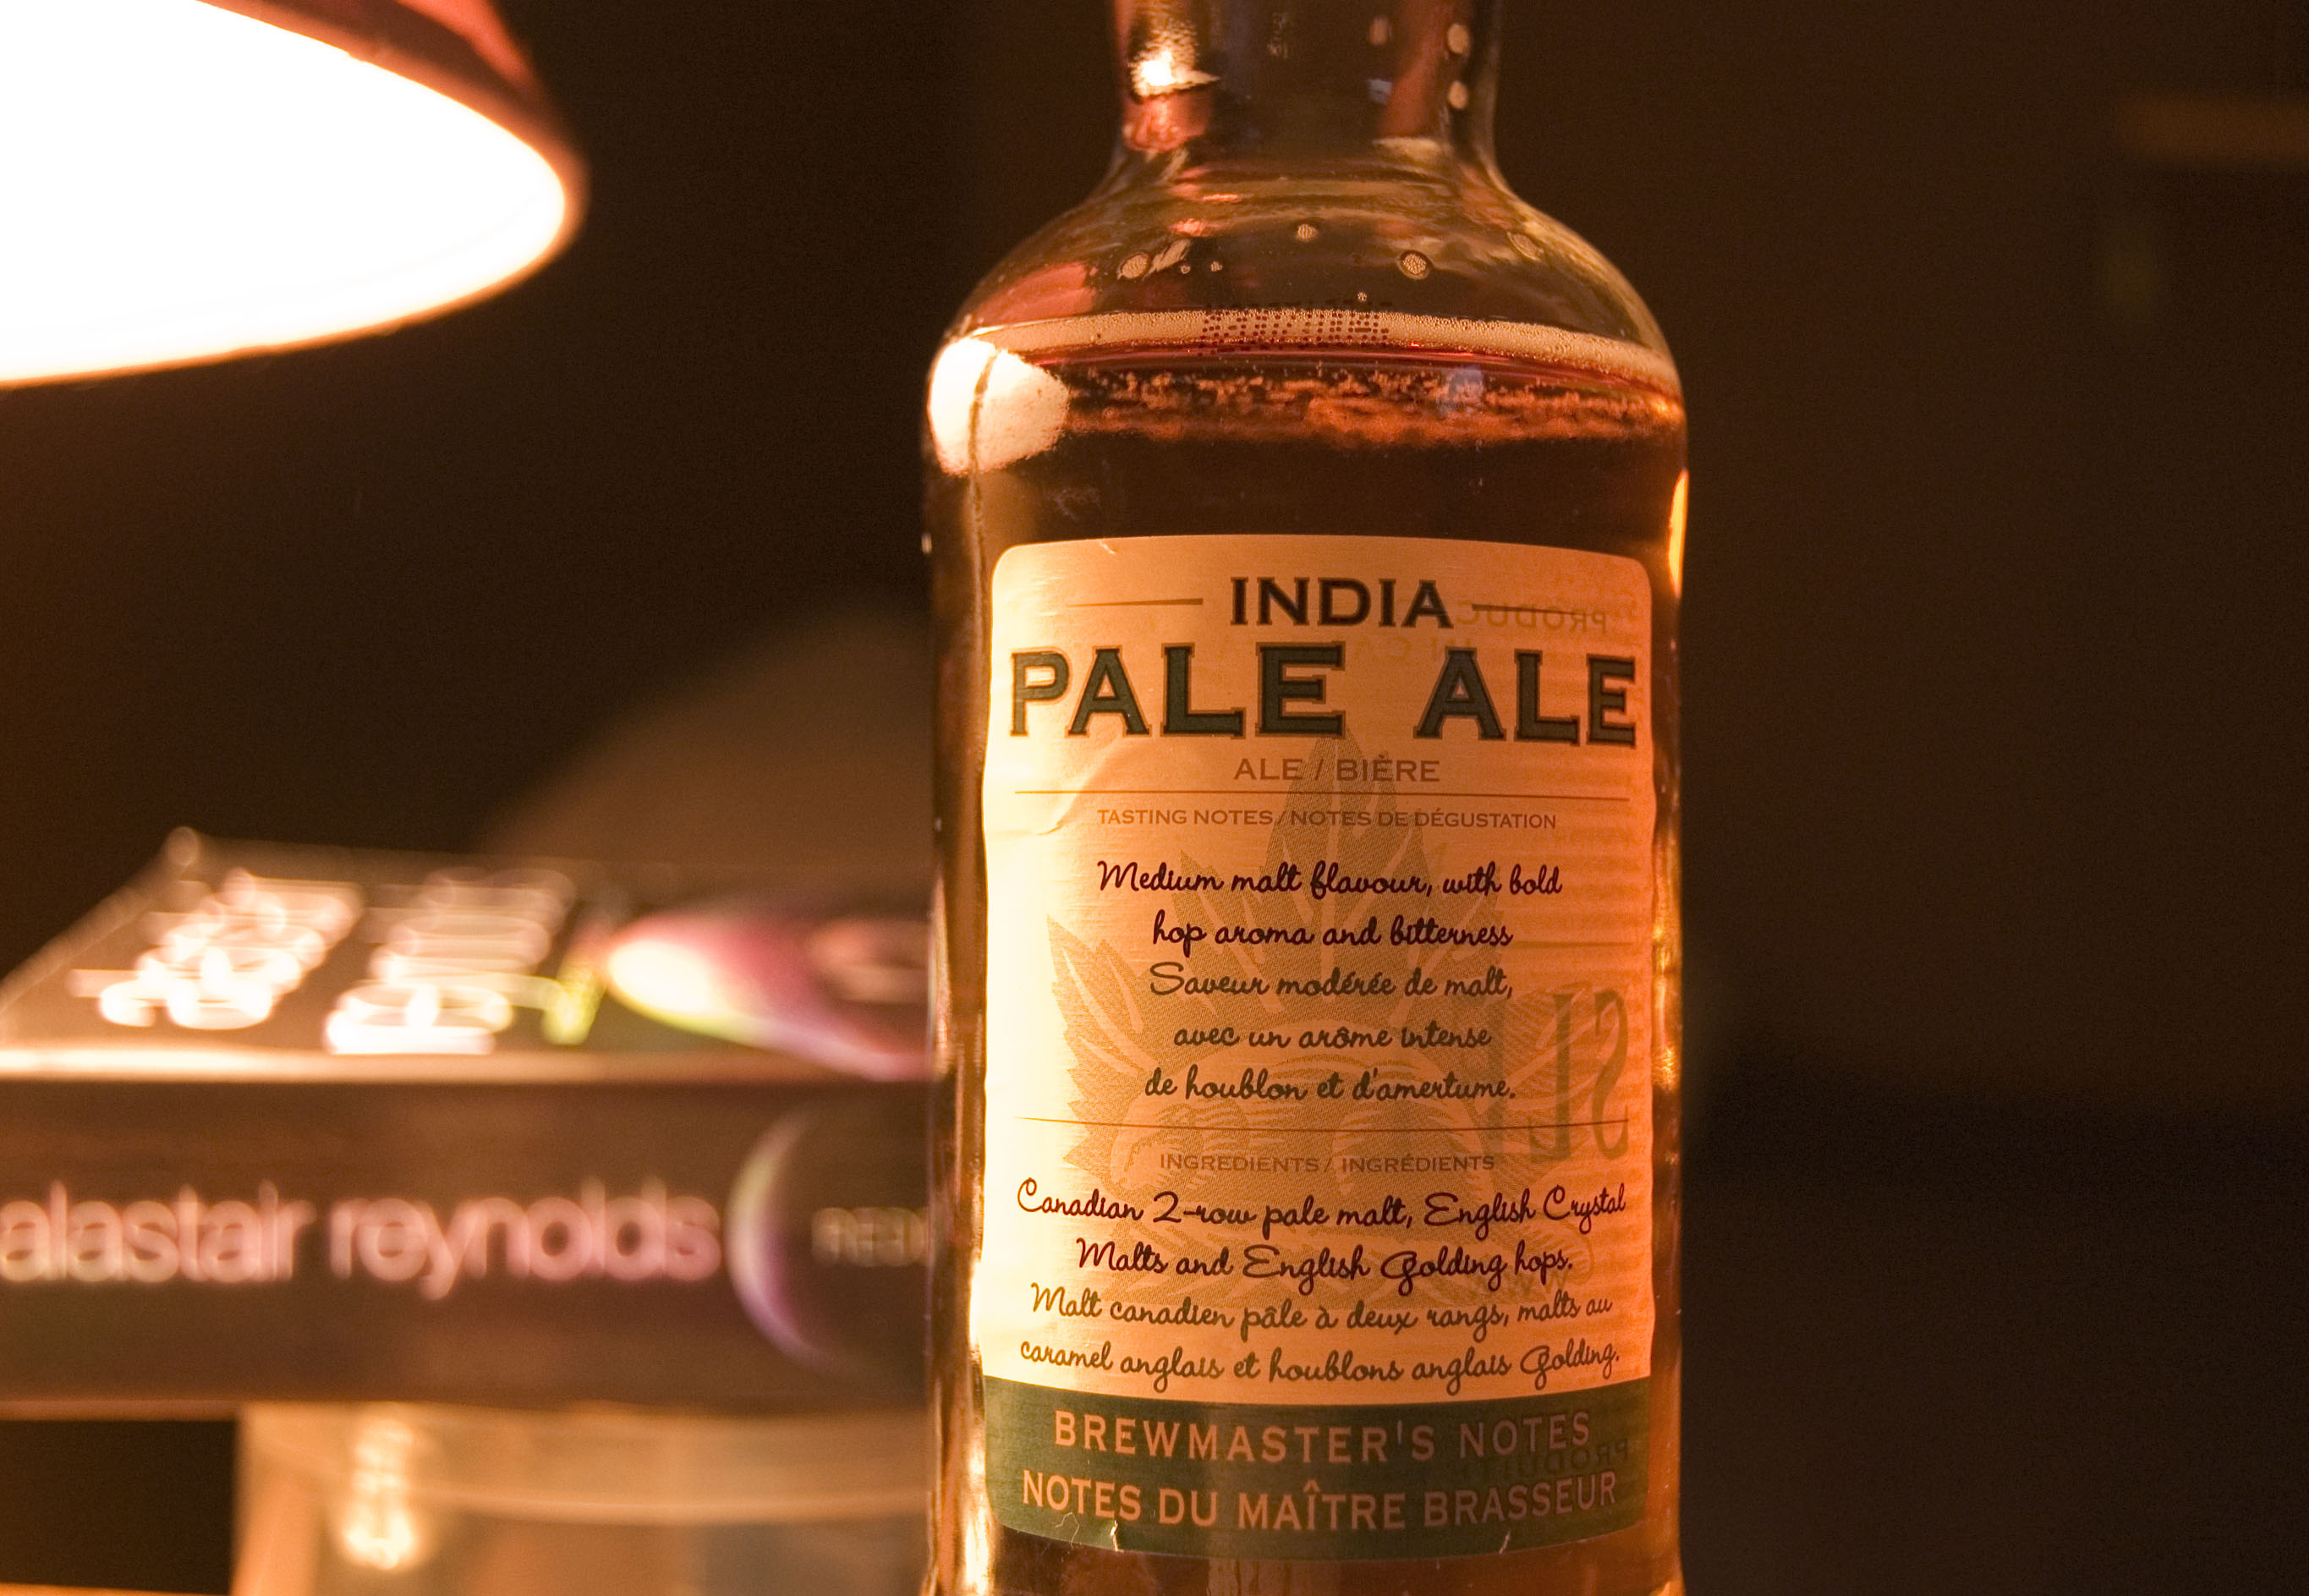 INDIA
PALE ALE
ALE / BIÈRE
TASTING NOTES / NOTES DE DÉGUSTATION
Medium malt flavour, with bold
hop aroma and bitterness
Saveur modérée de malt,
avec un arôme intense
de houblon et d'amertume.
INGREDIENTS / INGRÉDIENTS
Canadian 2-row pale malt, English Crystal
Malts and English Golding hops.
Malt canadien pâle à deux rangs, malts au
caramel anglais et houblons anglais Golding.
BREWMASTER'S NOTES
NOTES DU MAÎTRE BRASSEUR
alastair reynolds